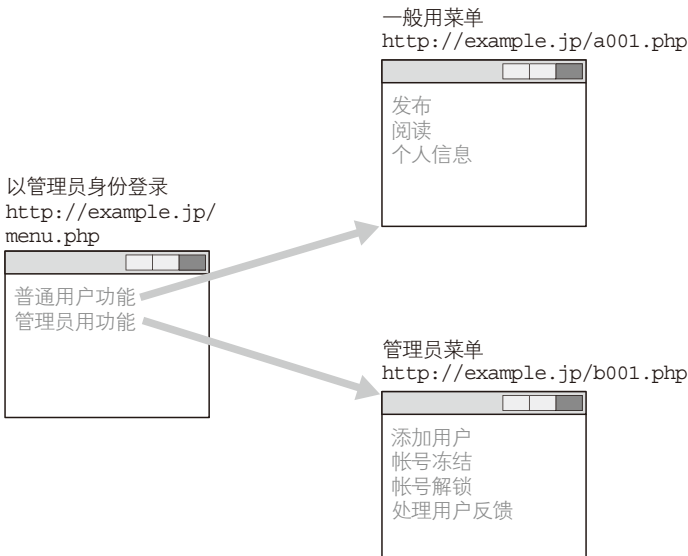 一般用菜单
http://example.jp/a001.php
发布
阅读
个人信息
以管理员身份登录
http://example.jp/
menu.php
普通用户功能
管理员用功能
管理员菜单
http://example.jp/b001.php
添加用户
帐号冻结
帐号解锁
处理用户反馈